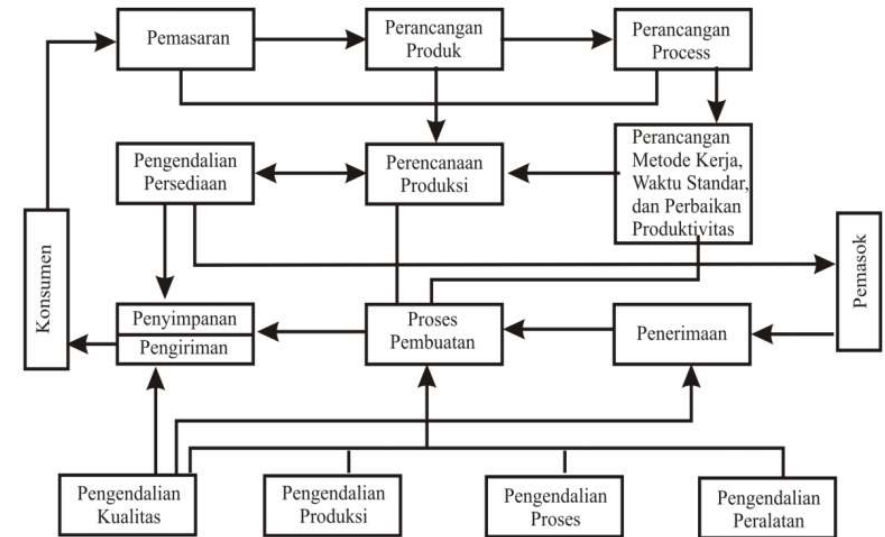 Pemasaran
Perancangan
Produk
Perancangan
Process
Pengendalian
Persediaan
Perencanaan
Produksi
Perancangan
Metode Kerja,
Waktu Standar,
dan Perbaikan
Produktivitas
Konsumen
Pemasok
Penyimpanan
Pengiriman
Proses
Pembuatan
Penerimaan
Pengendalian
Kualitas
Pengendalian
Produksi
Pengendalian
Proses
Pengendalian
Peralatan